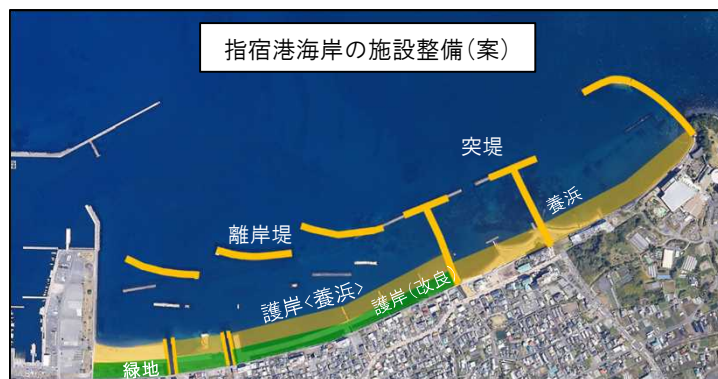 指宿港海岸の施設整備(案)
突堤
養浜
離岸堤
護岸<養浜>
護岸(改良)
緑地